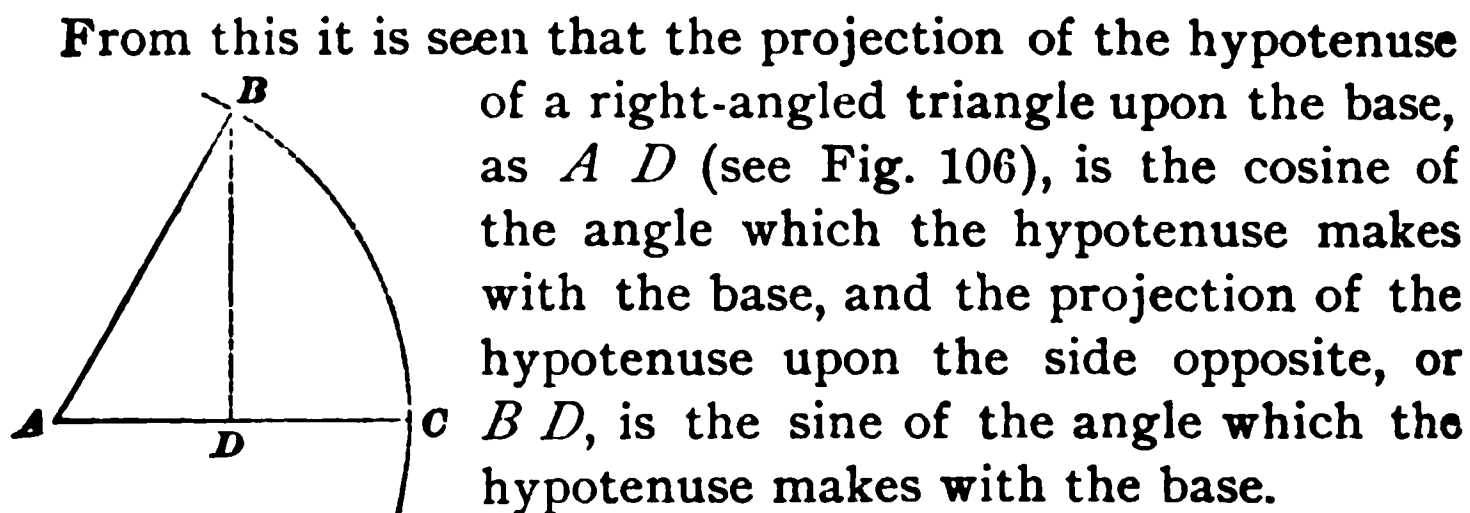 From this it is seen that the projection of the hypotenuse
B
of a right-angled triangle upon the base,
as A D (see Fig. 106), is the cosine of
the angle which the hypotenuse makes
with the base, and the projection of the
hypotenuse upon the side opposite, or
A
D
C
B D, is the sine of the angle which the
hypotenuse makes with the base.